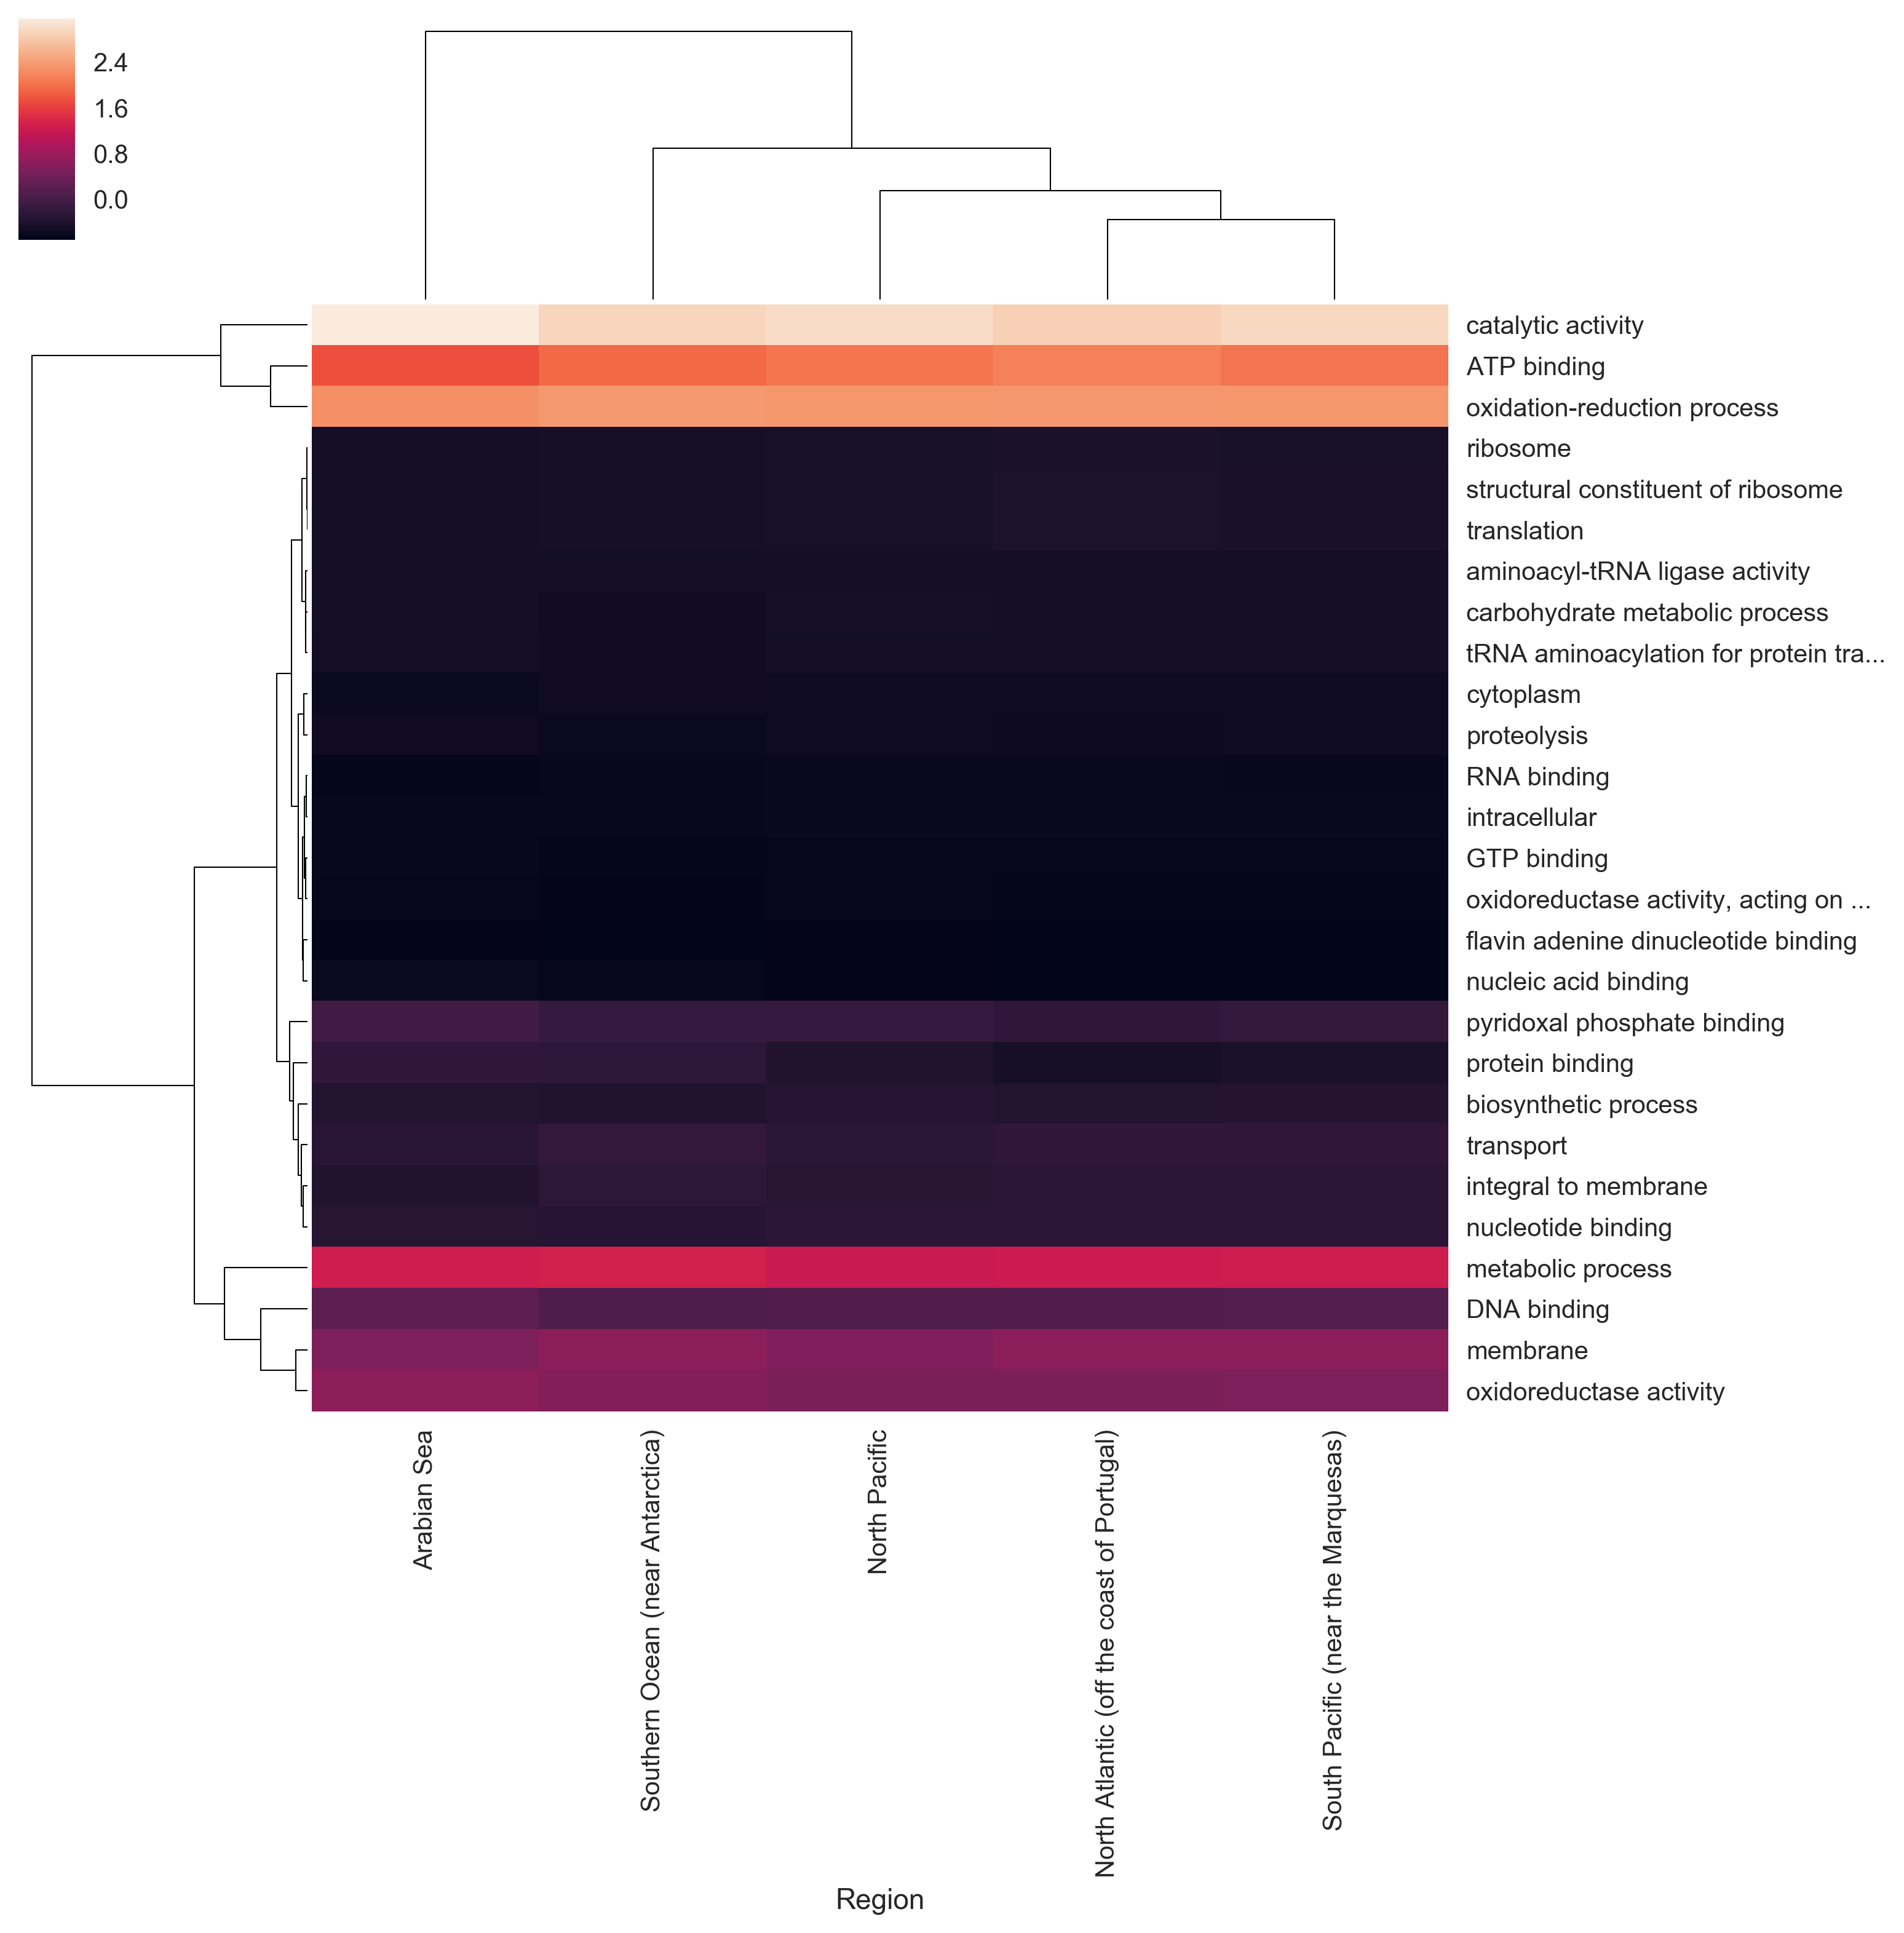 2.4
1.6
0.8
0.0
catalytic activity
ATP binding
oxidation-reduction process
ribosome
structural constituent of ribosome
translation
aminoacyl-tRNA ligase activity
carbohydrate metabolic process
tRNA aminoacylation for protein tra...
cytoplasm
proteolysis
RNA binding
intracellular
GTP binding
oxidoreductase activity, acting on ...
flavin adenine dinucleotide binding
nucleic acid binding
pyridoxal phosphate binding
protein binding
biosynthetic process
transport
integral to membrane
nucleotide binding
metabolic process
DNA binding
membrane
oxidoreductase activity
Arabian Sea
Southern Ocean (near Antarctica)
North Pacific
North Atlantic (off the coast of Portugal)
South Pacific (near the Marquesas)
Region